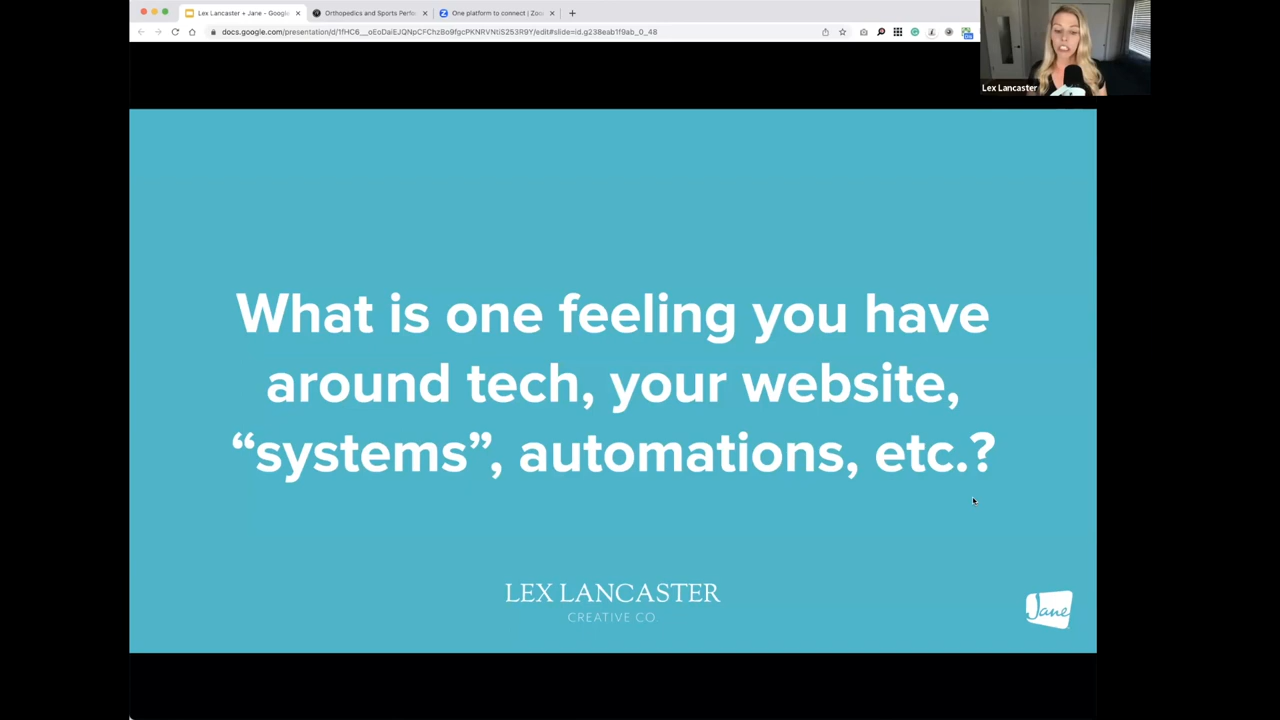 Lex Lancaster + Jane - Google
Orthopedics and Sports Perfo
One platform to connect | Zoo
Lex Lancaster
What is one feeling you have
around tech, your website,
“systems”, automations, etc.?
LEX LANCASTER
CREATIVE CO
Jane